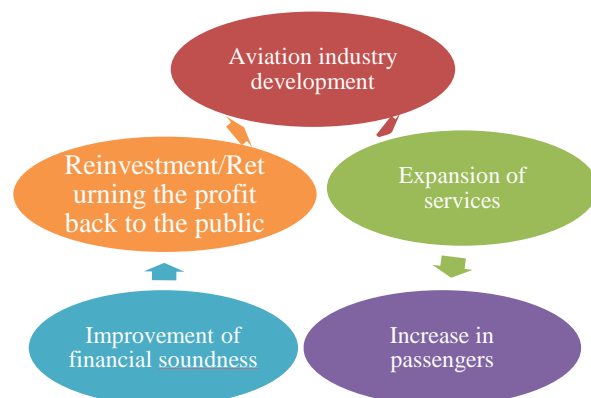 Aviation industry
development
Expansion of
services
Increase in
passengers
Improvement of
financial soundness
Reinvestment/Ret
urning the profit
back to the public